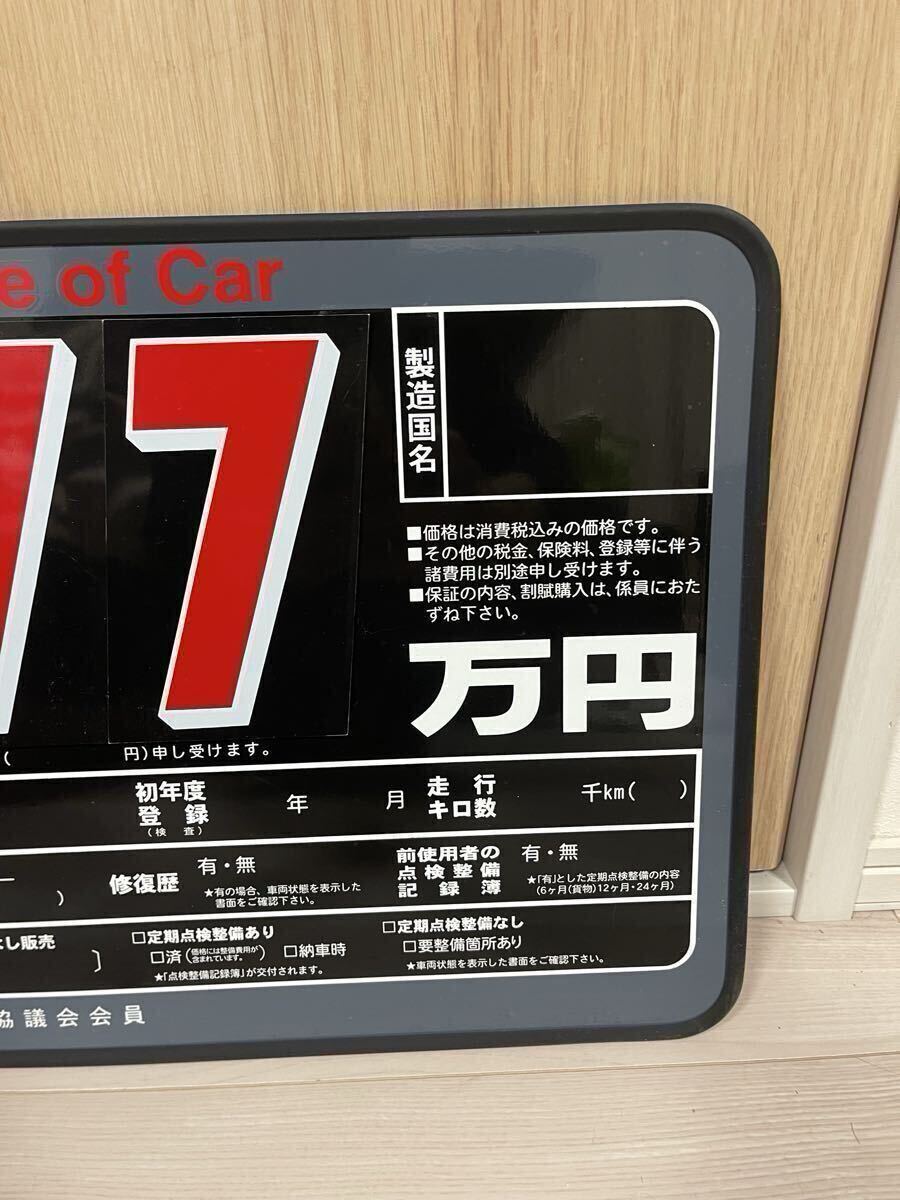 e of Car
7
製造国名
■価格は消費税込みの価格です。
■その他の税金、保険料、登録等に伴う
諸費用は別途申し受けます。
■保証の内容、割賦購入は、係員におた
ずね下さい。
万円
( 円)申し受けます。
初年度
登録
(検査)
年 月
走行
キロ数
千km( )
)
修復歴
有・無
★有の場合、車両状態を表示した
書面をご確認下さい。
前使用者の
点検整備
記録簿
有・無
★「有」とした定期点検整備の内容
(6ヶ月(貨物)12ヶ月・24ヶ月)
し販売
〕
□定期点検整備あり
□済(価格には整備費用が
含まれています。)
□納車時
★「点検整備記録簿」が交付されます。
□定期点検整備なし
□要整備箇所あり
★車両状態を表示した書面をご確認下さい。
協議会会員